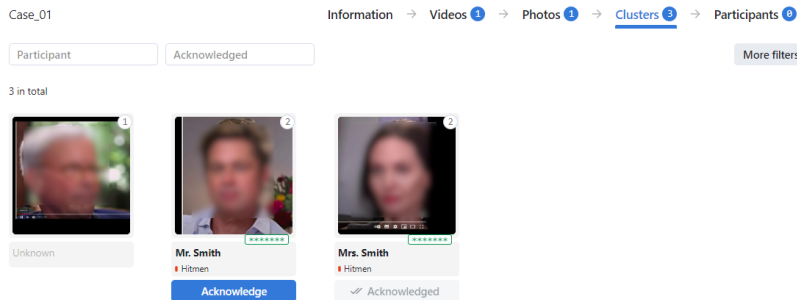 Case_01
Information → Videos 1 → Photos 1 → Clusters 3 → Participants 0
Participant Acknowledged More filters
3 in total
1 2 2
******* *******
Unknown Mr. Smith Mrs. Smith
Hitmen Hitmen
Acknowledge Acknowledged